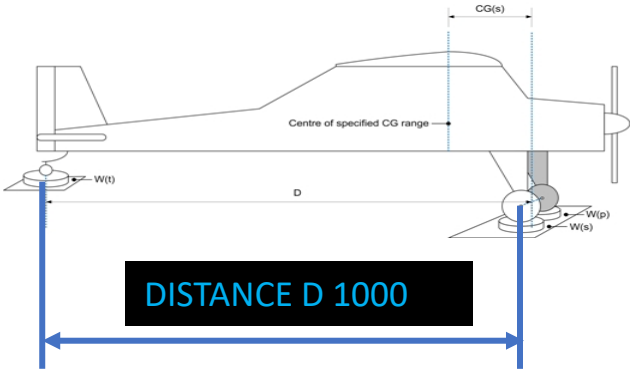 CG(s)
Centre of specified CG range
W(t)
D
W(p)
W(s)
DISTANCE D 1000